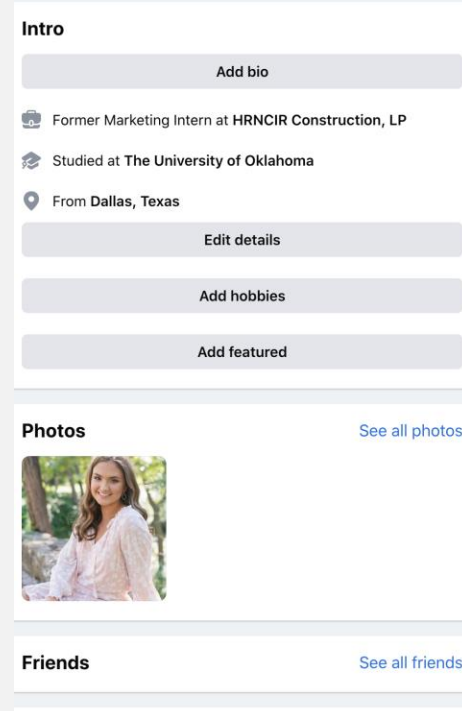 Intro
Add bio
Former Marketing Intern at HRNCIR Construction, LP
Studied at The University of Oklahoma
From Dallas, Texas
Edit details
Add hobbies
Add featured
Photos See all photos
Friends See all friends